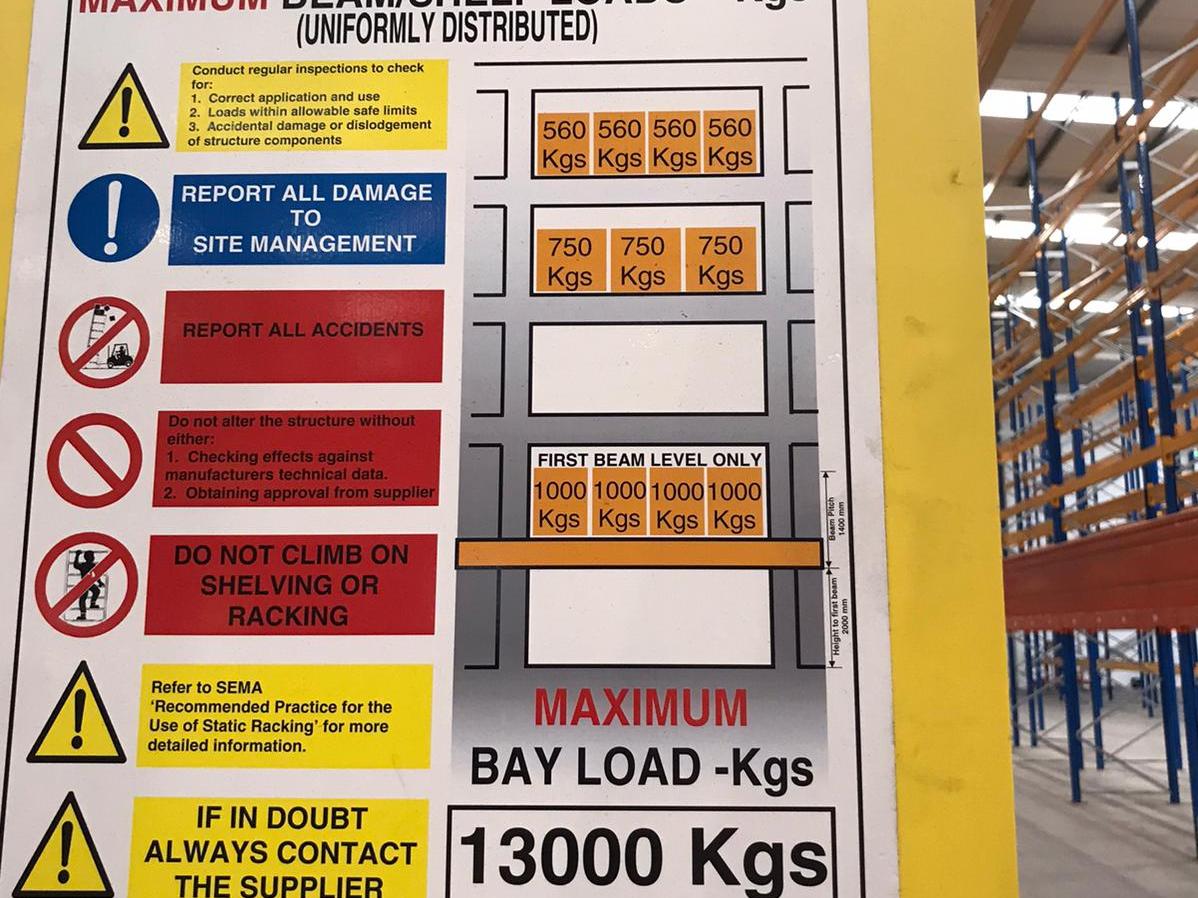 MAXIMUM BEAM/SHELF LOADS - Kgs
(UNIFORMLY DISTRIBUTED)
Conduct regular inspections to check
for:
1. Correct application and use
2. Loads within allowable safe limits
3. Accidental damage or dislodgement
of structure components
REPORT ALL DAMAGE
TO
SITE MANAGEMENT
REPORT ALL ACCIDENTS
Do not alter the structure without
either:
1. Checking effects against
manufacturers technical data.
2. Obtaining approval from supplier
DO NOT CLIMB ON
SHELVING OR
RACKING
Refer to SEMA
‘Recommended Practice for the
Use of Static Racking’ for more
detailed information.
IF IN DOUBT
ALWAYS CONTACT
THE SUPPLIER
560 560 560 560
Kgs Kgs Kgs Kgs
750 750 750
Kgs Kgs Kgs
FIRST BEAM LEVEL ONLY
1000 1000 1000 1000
Kgs Kgs Kgs Kgs
Beam Pitch
1400 mm
Height to first beam
2000 mm
MAXIMUM
BAY LOAD -Kgs
13000 Kgs